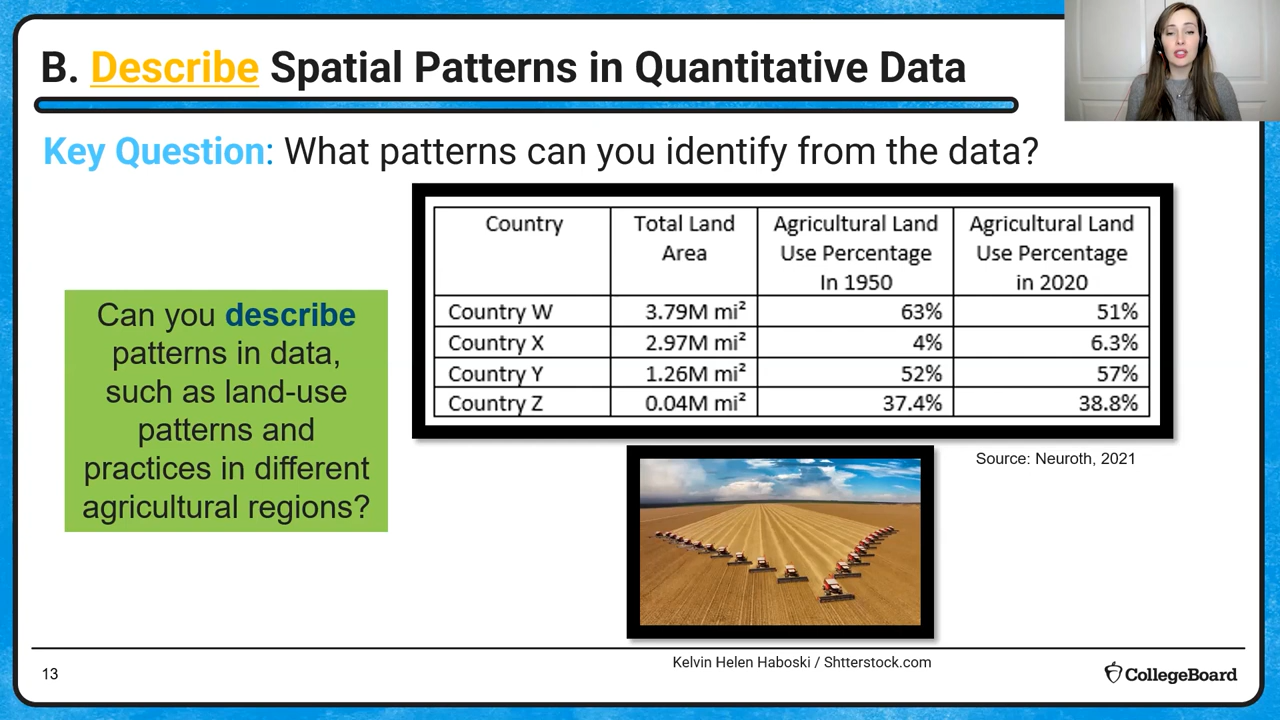 B. Describe Spatial Patterns in Quantitative Data
Key Question: What patterns can you identify from the data?
Can you describe
patterns in data,
such as land-use
patterns and
practices in different
agricultural regions?
Country Total Land Area Agricultural Land Use Percentage In 1950 Agricultural Land Use Percentage in 2020
Country W 3.79M mi² 63% 51%
Country X 2.97M mi² 4% 6.3%
Country Y 1.26M mi² 52% 57%
Country Z 0.04M mi² 37.4% 38.8%
Source: Neuroth, 2021
Kelvin Helen Haboski / Shtterstock.com
13
CollegeBoard